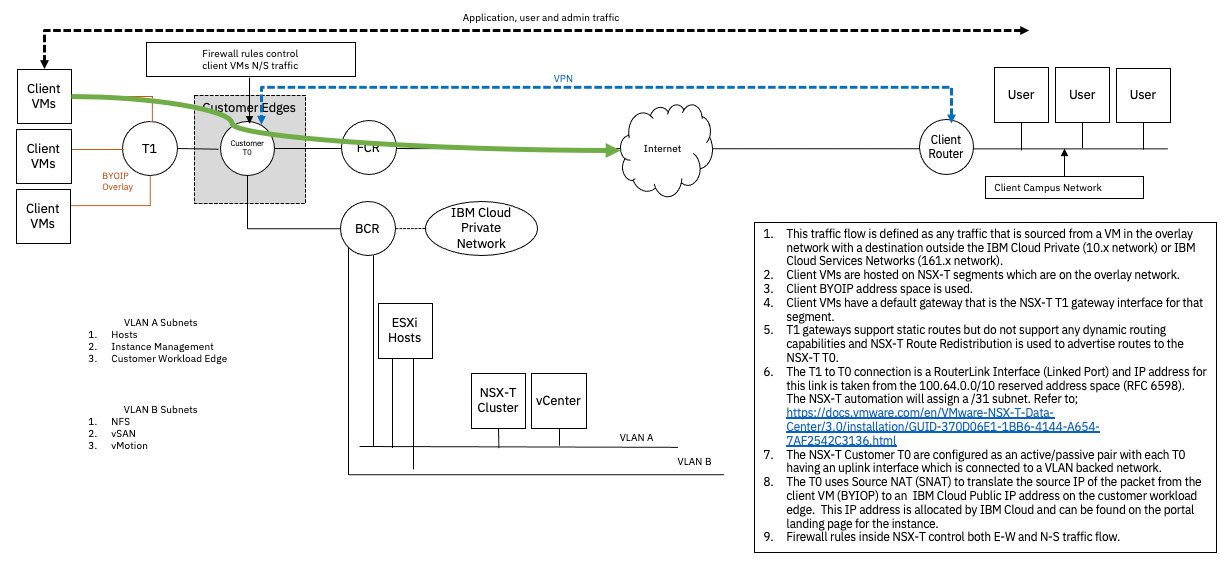 Application, user and admin traffic
Firewall rules control
client VMs N/S traffic
VPN
Client
VMs
Customer Edges
User
User
User
Client
VMs
T1
Customer
T0
FCR
Internet
Client
Router
BYOIP
Overlay
Client
VMs
Client Campus Network
BCR
IBM Cloud
Private
Network
ESXi
Hosts
VLAN A Subnets
1. Hosts
2. Instance Management
3. Customer Workload Edge
NSX-T
Cluster
vCenter
VLAN B Subnets
1. NFS
2. vSAN
3. vMotion
VLAN A
VLAN B
1. This traffic flow is defined as any traffic that is sourced from a VM in the overlay
network with a destination outside the IBM Cloud Private (10.x network) or IBM
Cloud Services Networks (161.x network).
2. Client VMs are hosted on NSX-T segments which are on the overlay network.
3. Client BYOIP address space is used.
4. Client VMs have a default gateway that is the NSX-T T1 gateway interface for that
segment.
5. T1 gateways support static routes but do not support any dynamic routing
capabilities and NSX-T Route Redistribution is used to advertise routes to the
NSX-T T0.
6. The T1 to T0 connection is a RouterLink Interface (Linked Port) and IP address for
this link is taken from the 100.64.0.0/10 reserved address space (RFC 6598).
The NSX-T automation will assign a /31 subnet. Refer to;
https://docs.vmware.com/en/VMware-NSX-T-Data-
Center/3.0/installation/GUID-370D06E1-1BB6-4144-A654-
7AF2542C3136.html
7. The NSX-T Customer T0 are configured as an active/passive pair with each T0
having an uplink interface which is connected to a VLAN backed network.
8. The T0 uses Source NAT (SNAT) to translate the source IP of the packet from the
client VM (BYIOP) to an IBM Cloud Public IP address on the customer workload
edge. This IP address is allocated by IBM Cloud and can be found on the portal
landing page for the instance.
9. Firewall rules inside NSX-T control both E-W and N-S traffic flow.